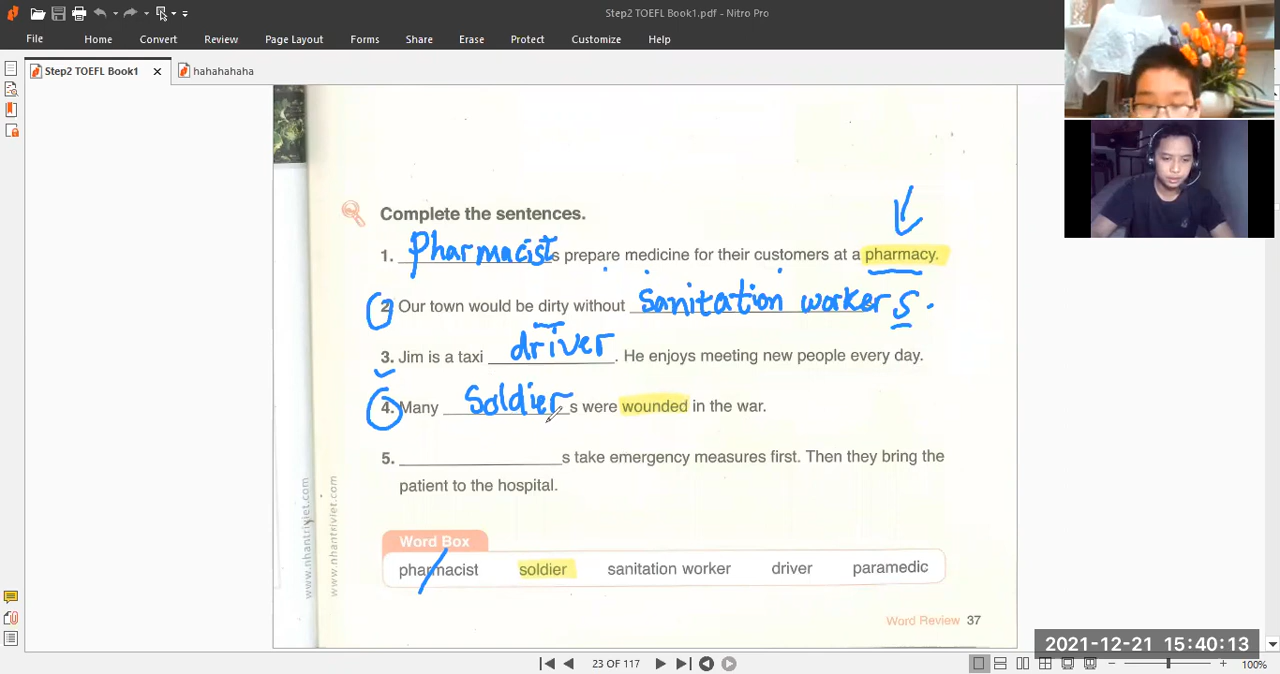 Step2 TOEFL Book1.pdf - Nitro Pro
File Home Convert Review Page Layout Forms Share Erase Protect Customize Help
Step2 TOEFL Book1 hahahahaha
Complete the sentences.
1. Pharmacists prepare medicine for their customers at a pharmacy.
2. Our town would be dirty without sanitation workers.
3. Jim is a taxi driver. He enjoys meeting new people every day.
4. Many Soldiers were wounded in the war.
5. ____________s take emergency measures first. Then they bring the
patient to the hospital.
Word Box
pharmacist soldier sanitation worker driver paramedic
Word Review 37
www.nhantriviet.com
www.nhantriviet.com
2021-12-21 15:40:13
23 OF 117
100%